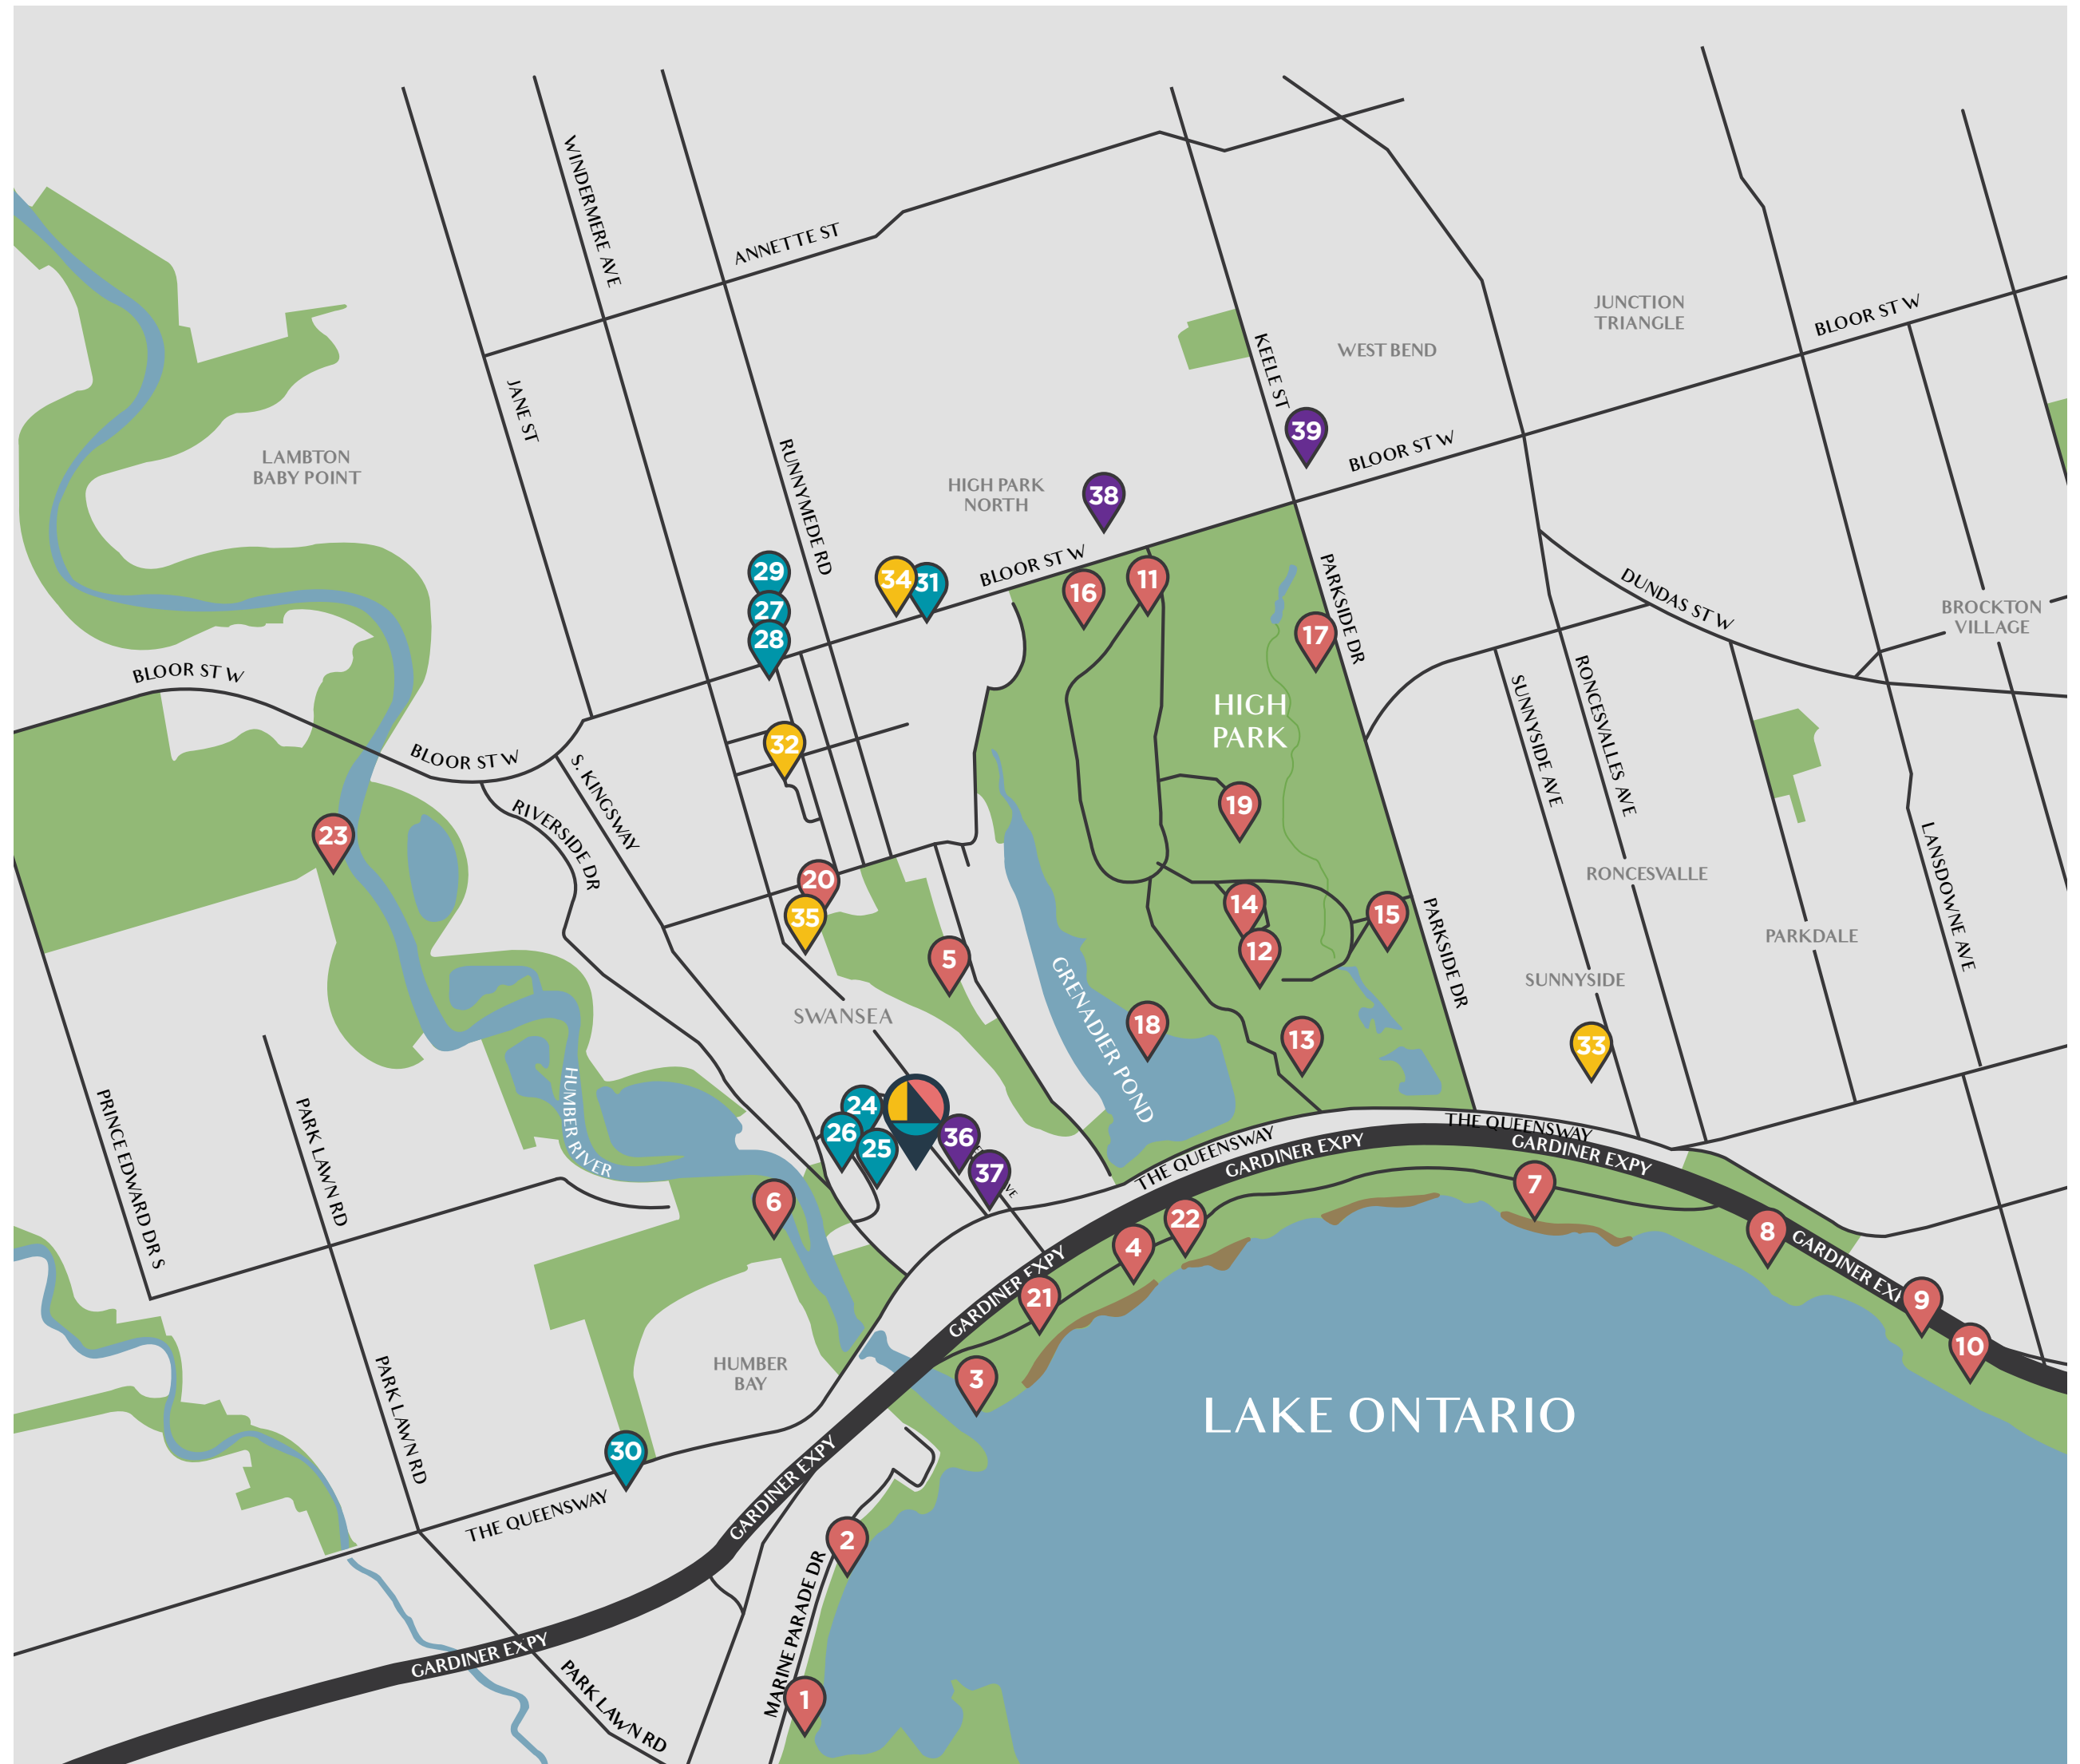 WINDERMERE AVE
ANNETTE ST
JUNCTION
TRIANGLE
BLOOR ST W
WEST BEND
KEELE ST
JANE ST
39
BLOOR ST W
LAMBTON
BABY POINT
RUNNYMEDE RD
HIGH PARK
NORTH
38
29
34
31
BLOOR ST W
16
11
27
28
17
PARKSIDE DR
DUNDAS ST W
BROCKTON
VILLAGE
BLOOR ST W
HIGH
PARK
SUNNYSIDE AVE
RONCESVALLES AVE
32
BLOOR ST W
S. KINGSWAY
RIVERSIDE DR
19
23
LANSDOWNE AVE
RONCESVALLE
20
35
14
15
12
PARKSIDE DR
PARKDALE
5
SUNNYSIDE
GRENADIER POND
SWANSEA
18
13
33
HUMBER RIVER
PRINCE EDWARD DR S
PARK LAWN RD
24
26
25
36
37
VE
THE QUEENSWAY
GARDINER EXPY
THE QUEENSWAY
GARDINER EXPY
6
7
22
4
8
GARDINER EXP
9
21
GARDINER EXPY
10
3
HUMBER
BAY
PARK LAWN RD
LAKE ONTARIO
30
THE QUEENSWAY
GARDINER EXPY
2
MARINE PARADE DR
GARDINER EXPY
PARK LAWN RD
1